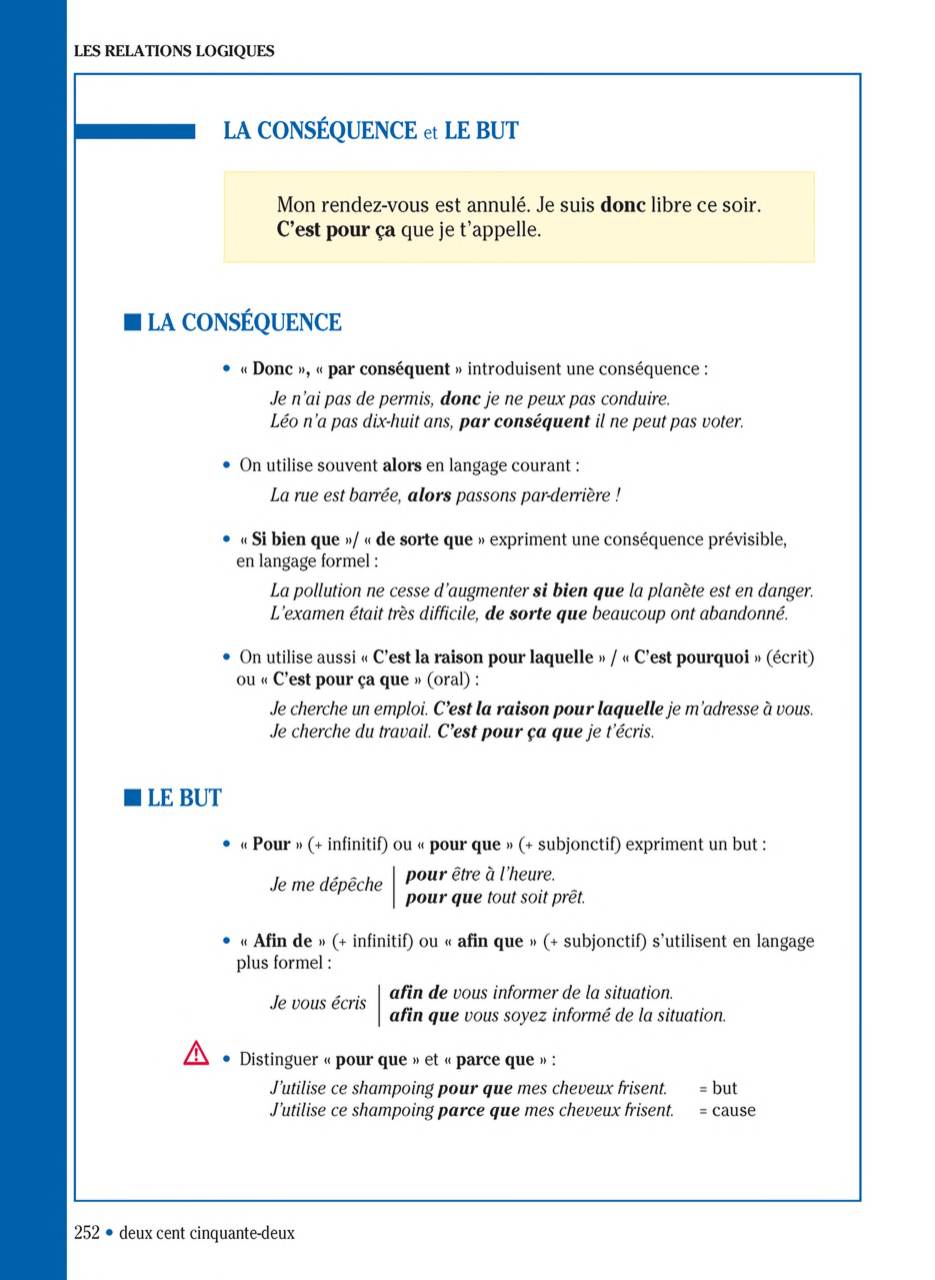 LES RELATIONS LOGIQUES
LA CONSÉQUENCE et LE BUT
Mon rendez-vous est annulé. Je suis donc libre ce soir.
C’est pour ça que je t’appelle.
LA CONSÉQUENCE
• « Donc », « par conséquent » introduisent une conséquence :
Je n’ai pas de permis, donc je ne peux pas conduire.
Léo n’a pas dix-huit ans, par conséquent il ne peut pas voter.
• On utilise souvent alors en langage courant :
La rue est barrée, alors passons par-derrière !
• « Si bien que »/ « de sorte que » expriment une conséquence prévisible,
en langage formel :
La pollution ne cesse d’augmenter si bien que la planète est en danger.
L’examen était très difficile, de sorte que beaucoup ont abandonné.
• On utilise aussi « C’est la raison pour laquelle » / « C’est pourquoi » (écrit)
ou « C’est pour ça que » (oral) :
Je cherche un emploi. C’est la raison pour laquelle je m’adresse à vous.
Je cherche du travail. C’est pour ça que je t’écris.
LE BUT
• « Pour » (+ infinitif) ou « pour que » (+ subjonctif) expriment un but :
Je me dépêche
pour être à l’heure.
pour que tout soit prêt.
• « Afin de » (+ infinitif) ou « afin que » (+ subjonctif) s’utilisent en langage
plus formel :
Je vous écris
afin de vous informer de la situation.
afin que vous soyez informé de la situation.
• Distinguer « pour que » et « parce que » :
J’utilise ce shampoing pour que mes cheveux frisent. = but
J’utilise ce shampoing parce que mes cheveux frisent. = cause
252 • deux cent cinquante-deux